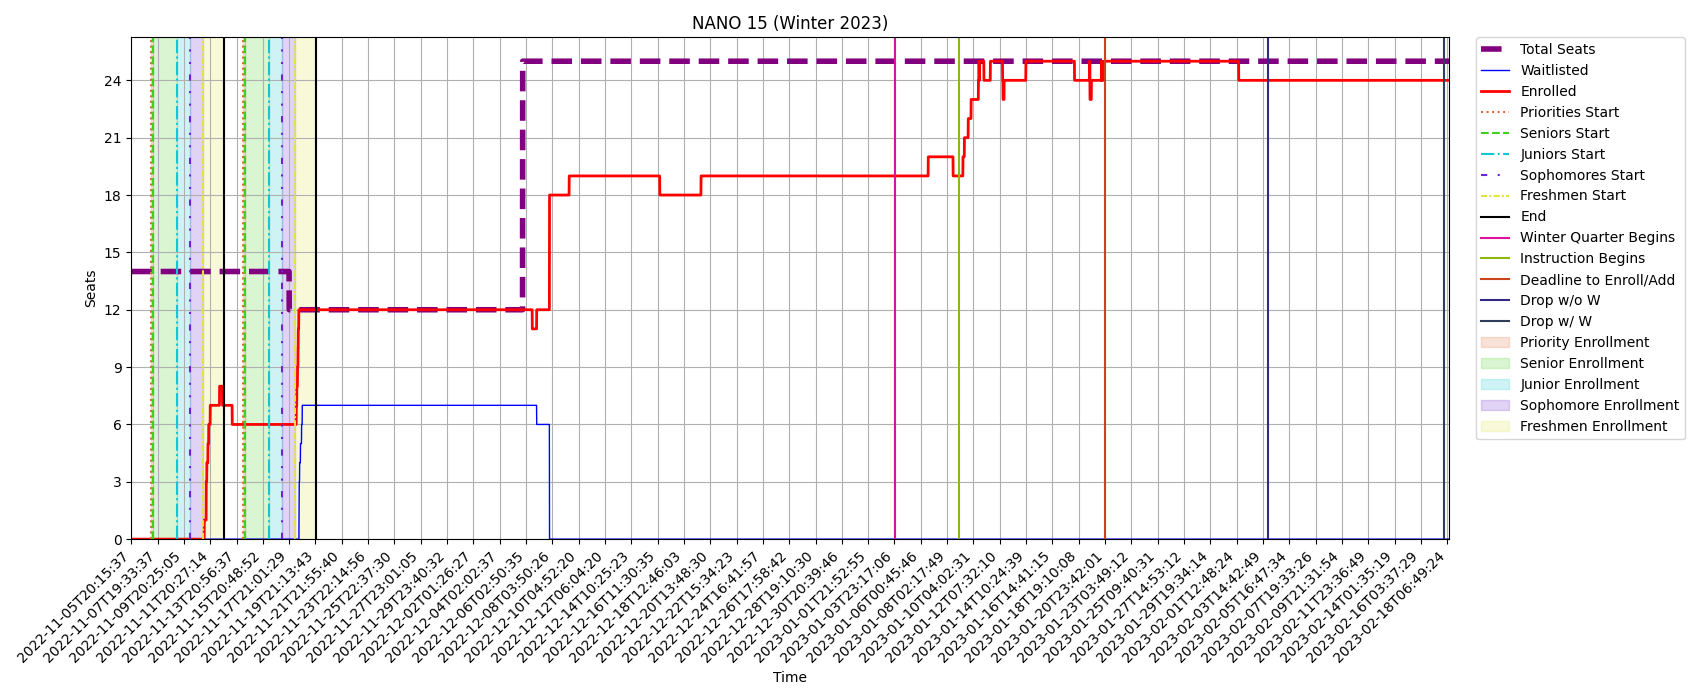 NANO 15 (Winter 2023)
Seats
24
21
18
15
12
9
6
3
0
2022-11-05T20:15:37
2022-11-07T19:33:37
2022-11-09T20:25:05
2022-11-11T20:27:14
2022-11-13T20:56:37
2022-11-15T20:48:52
2022-11-17T21:01:29
2022-11-19T21:13:43
2022-11-21T21:55:40
2022-11-23T22:14:56
2022-11-25T22:37:30
2022-11-27T23:01:05
2022-11-29T23:40:32
2022-12-02T01:26:27
2022-12-04T02:02:37
2022-12-06T02:50:35
2022-12-08T03:50:26
2022-12-10T04:52:20
2022-12-12T06:04:20
2022-12-14T10:25:23
2022-12-16T11:30:35
2022-12-18T12:46:03
2022-12-20T13:48:30
2022-12-22T15:34:23
2022-12-24T16:41:57
2022-12-26T17:58:42
2022-12-28T19:10:30
2022-12-30T20:39:46
2023-01-01T21:52:55
2023-01-03T23:17:06
2023-01-06T00:45:46
2023-01-08T02:17:49
2023-01-10T04:02:31
2023-01-12T07:32:10
2023-01-14T10:24:39
2023-01-16T14:41:15
2023-01-18T19:10:08
2023-01-20T23:42:01
2023-01-23T03:49:12
2023-01-25T09:40:31
2023-01-27T14:53:12
2023-01-29T19:34:14
2023-02-01T12:48:24
2023-02-03T14:42:49
2023-02-05T16:47:34
2023-02-07T19:33:26
2023-02-09T21:31:54
2023-02-11T23:36:49
2023-02-14T01:35:19
2023-02-16T03:37:29
2023-02-18T06:49:24
Time
Total Seats
Waitlisted
Enrolled
Priorities Start
Seniors Start
Juniors Start
Sophomores Start
Freshmen Start
End
Winter Quarter Begins
Instruction Begins
Deadline to Enroll/Add
Drop w/o W
Drop w/ W
Priority Enrollment
Senior Enrollment
Junior Enrollment
Sophomore Enrollment
Freshmen Enrollment